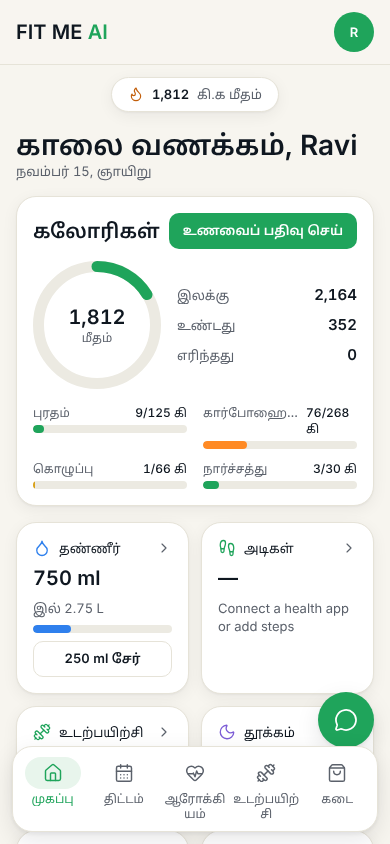 FIT ME AI
R
1,812 கி.க மீதம்
காலை வணக்கம், Ravi
நவம்பர் 15, ஞாயிறு
கலோரிகள்
உணவைப் பதிவு செய்
1,812
மீதம்
இலக்கு 2,164
உண்டது 352
எரிந்தது 0
புரதம் 9/125 கி
கார்போஹை... 76/268 கி
கொழுப்பு 1/66 கி
நார்ச்சத்து 3/30 கி
தண்ணீர்
750 ml
இல் 2.75 L
250 ml சேர்
அடிகள்
—
Connect a health app
or add steps
உடற்பயிற்சி
தூக்கம்
முகப்பு
திட்டம்
ஆரோக்கியம்
உடற்பயிற்சி
கடை